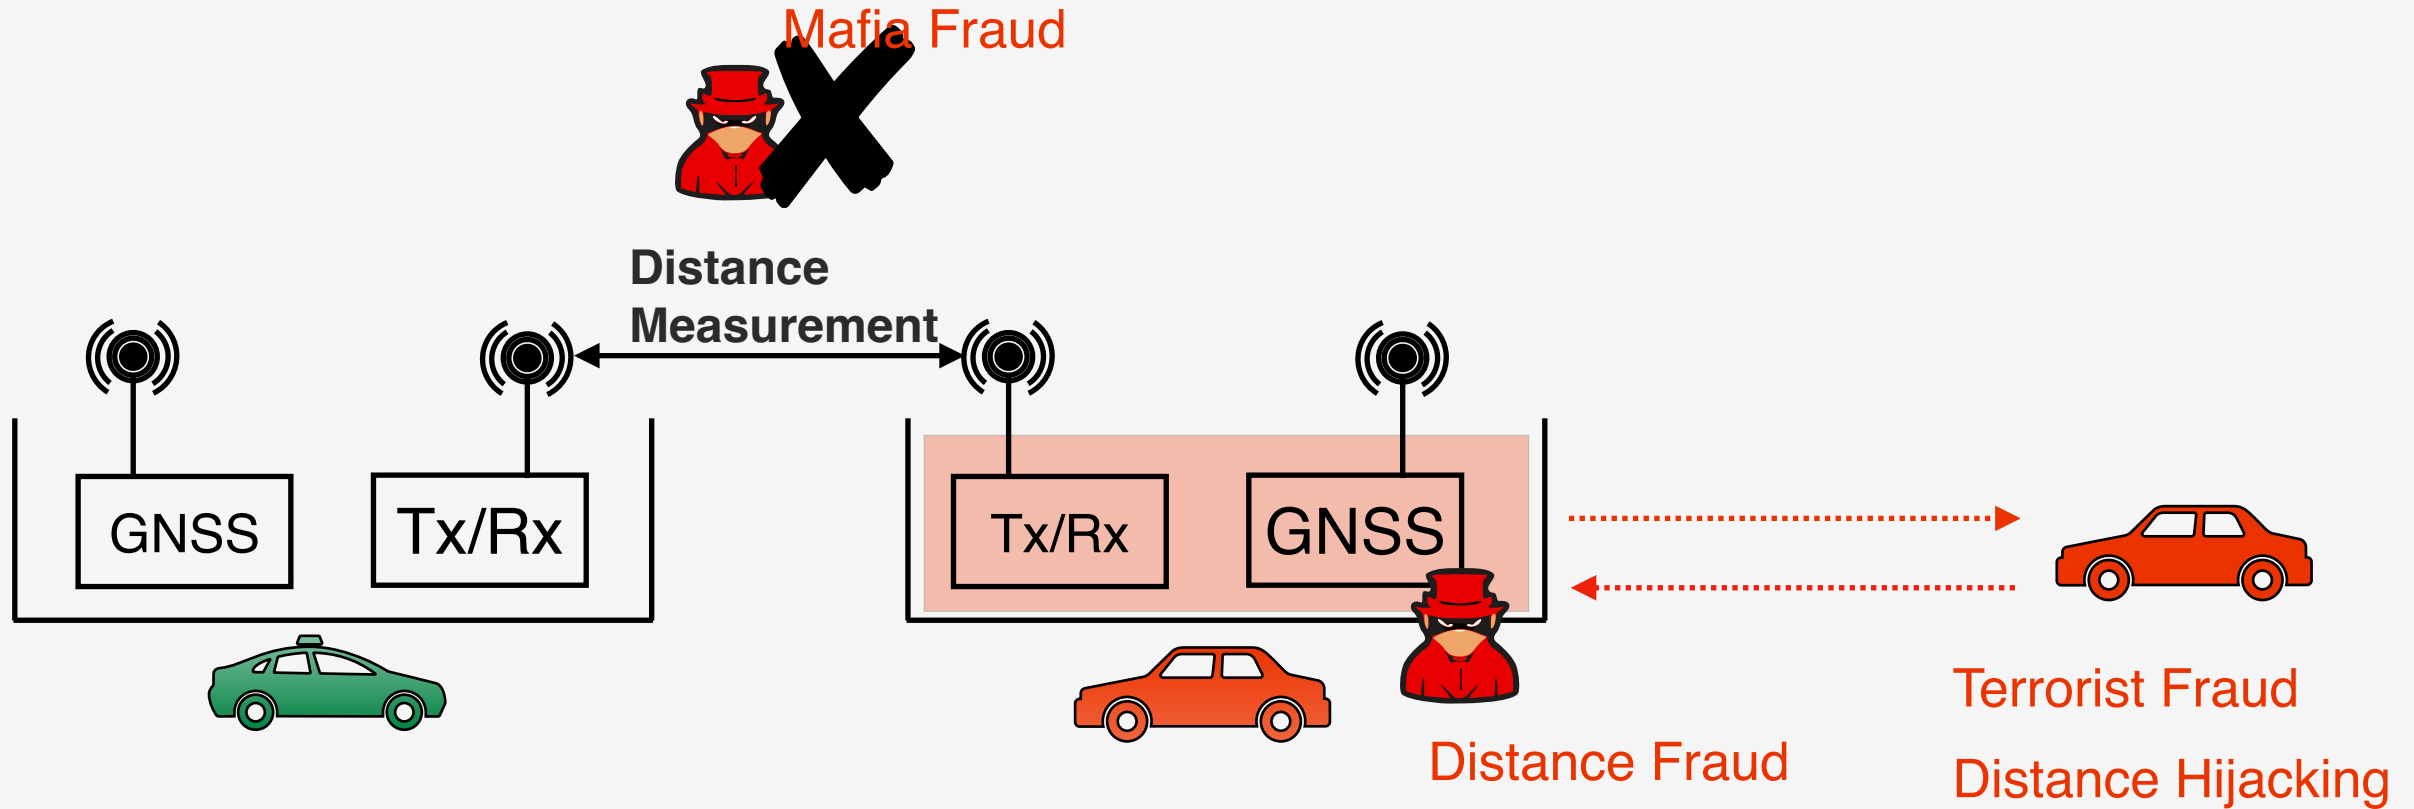 Mafia Fraud
Distance
Measurement
GNSS
Tx/Rx
Tx/Rx
GNSS
Terrorist Fraud
Distance Fraud
Distance Hijacking